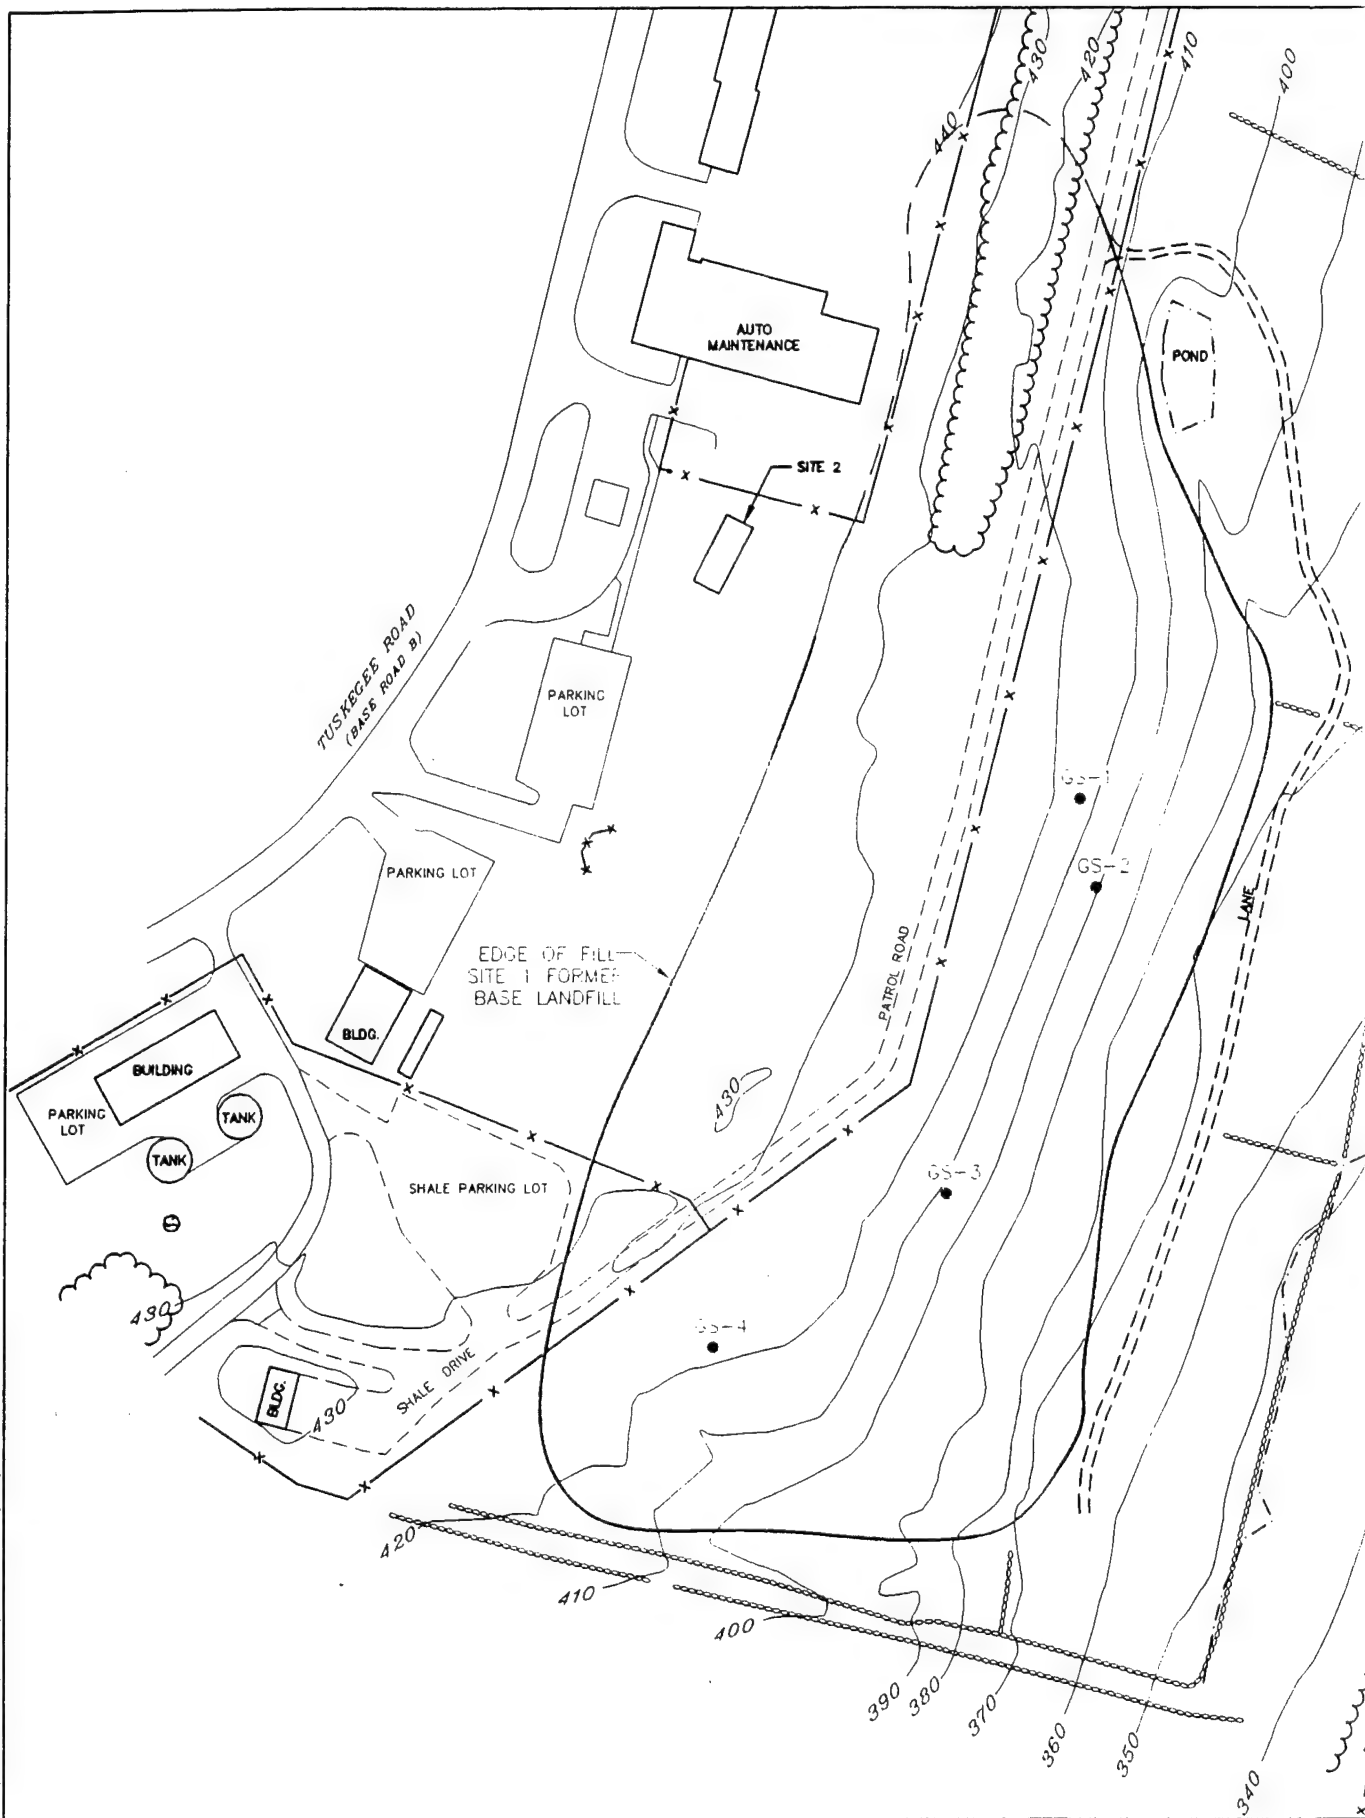 430
420
410
400
440
AUTO
MAINTENANCE
POND
SITE 2
TUSKEGEE ROAD
(BASE ROAD B)
PARKING
LOT
GS-1
GS-2
PARKING LOT
LANE
EDGE OF FILL
SITE 1 FORMER
BASE LANDFILL
PATROL ROAD
BLDG.
BUILDING
PARKING
LOT
TANK
TANK
430
SHALE PARKING LOT
GS-3
S
430
GS-4
SHALE DRIVE
BLDG.
430
420
410
400
390
380
370
360
350
340